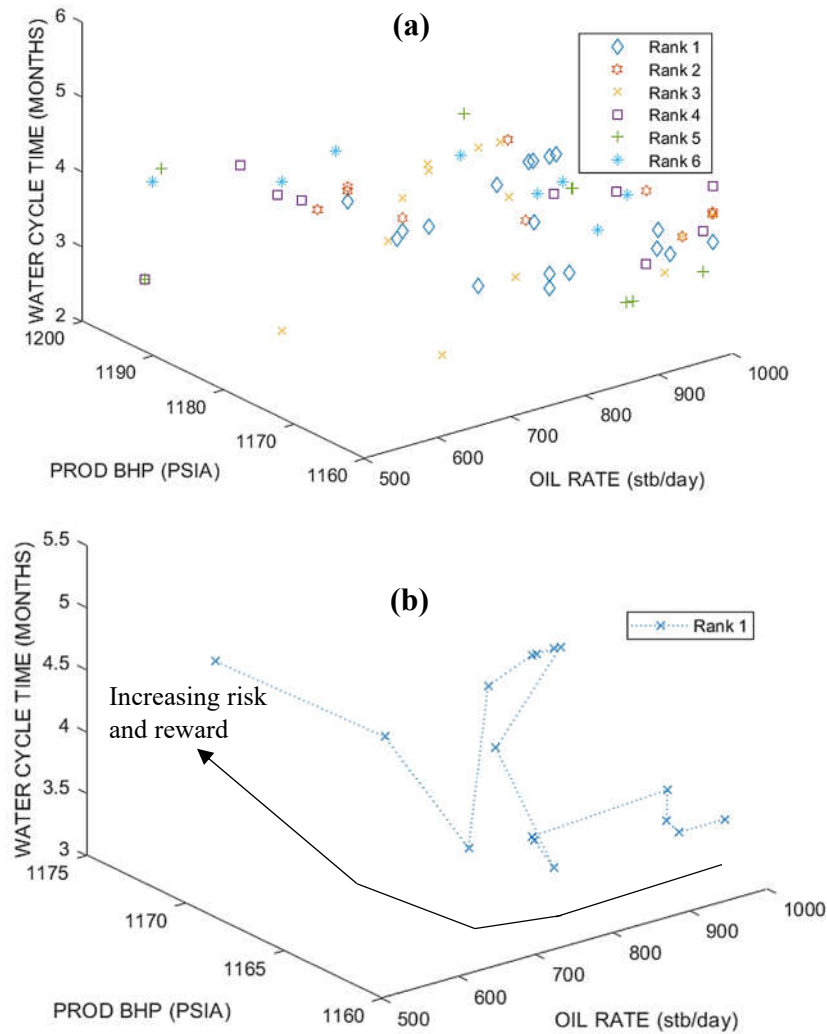 (a)
WATER CYCLE TIME (MONTHS)
6
5
4
3
2
1200
1190
1180
1170
1160
PROD BHP (PSIA)
500
600
700
800
900
1000
OIL RATE (stb/day)
Rank 1
Rank 2
Rank 3
Rank 4
Rank 5
Rank 6
(b)
WATER CYCLE TIME (MONTHS)
5.5
5
4.5
4
3.5
3
1175
1170
1165
1160
PROD BHP (PSIA)
500
600
700
800
900
1000
OIL RATE (stb/day)
Rank 1
Increasing risk
and reward